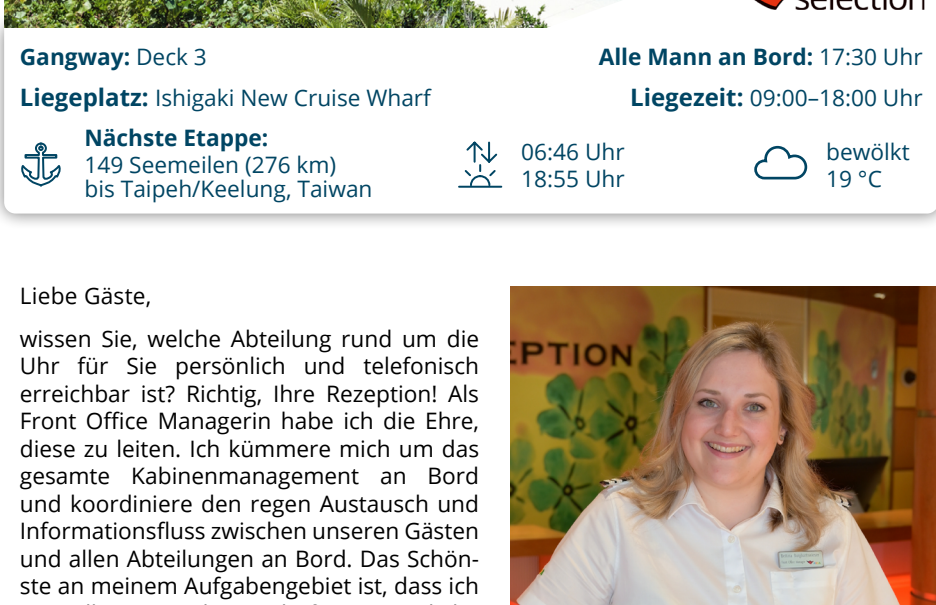 selection
Gangway: Deck 3
Alle Mann an Bord: 17:30 Uhr
Liegeplatz: Ishigaki New Cruise Wharf
Liegezeit: 09:00–18:00 Uhr
Nächste Etappe:
149 Seemeilen (276 km)
bis Taipeh/Keelung, Taiwan
06:46 Uhr
18:55 Uhr
bewölkt
19 °C
Liebe Gäste,
wissen Sie, welche Abteilung rund um die
Uhr für Sie persönlich und telefonisch
erreichbar ist? Richtig, Ihre Rezeption! Als
Front Office Managerin habe ich die Ehre,
diese zu leiten. Ich kümmere mich um das
gesamte Kabinenmanagement an Bord
und koordiniere den regen Austausch und
Informationsfluss zwischen unseren Gästen
und allen Abteilungen an Bord. Das Schön-
ste an meinem Aufgabengebiet ist, dass ich
EPTION